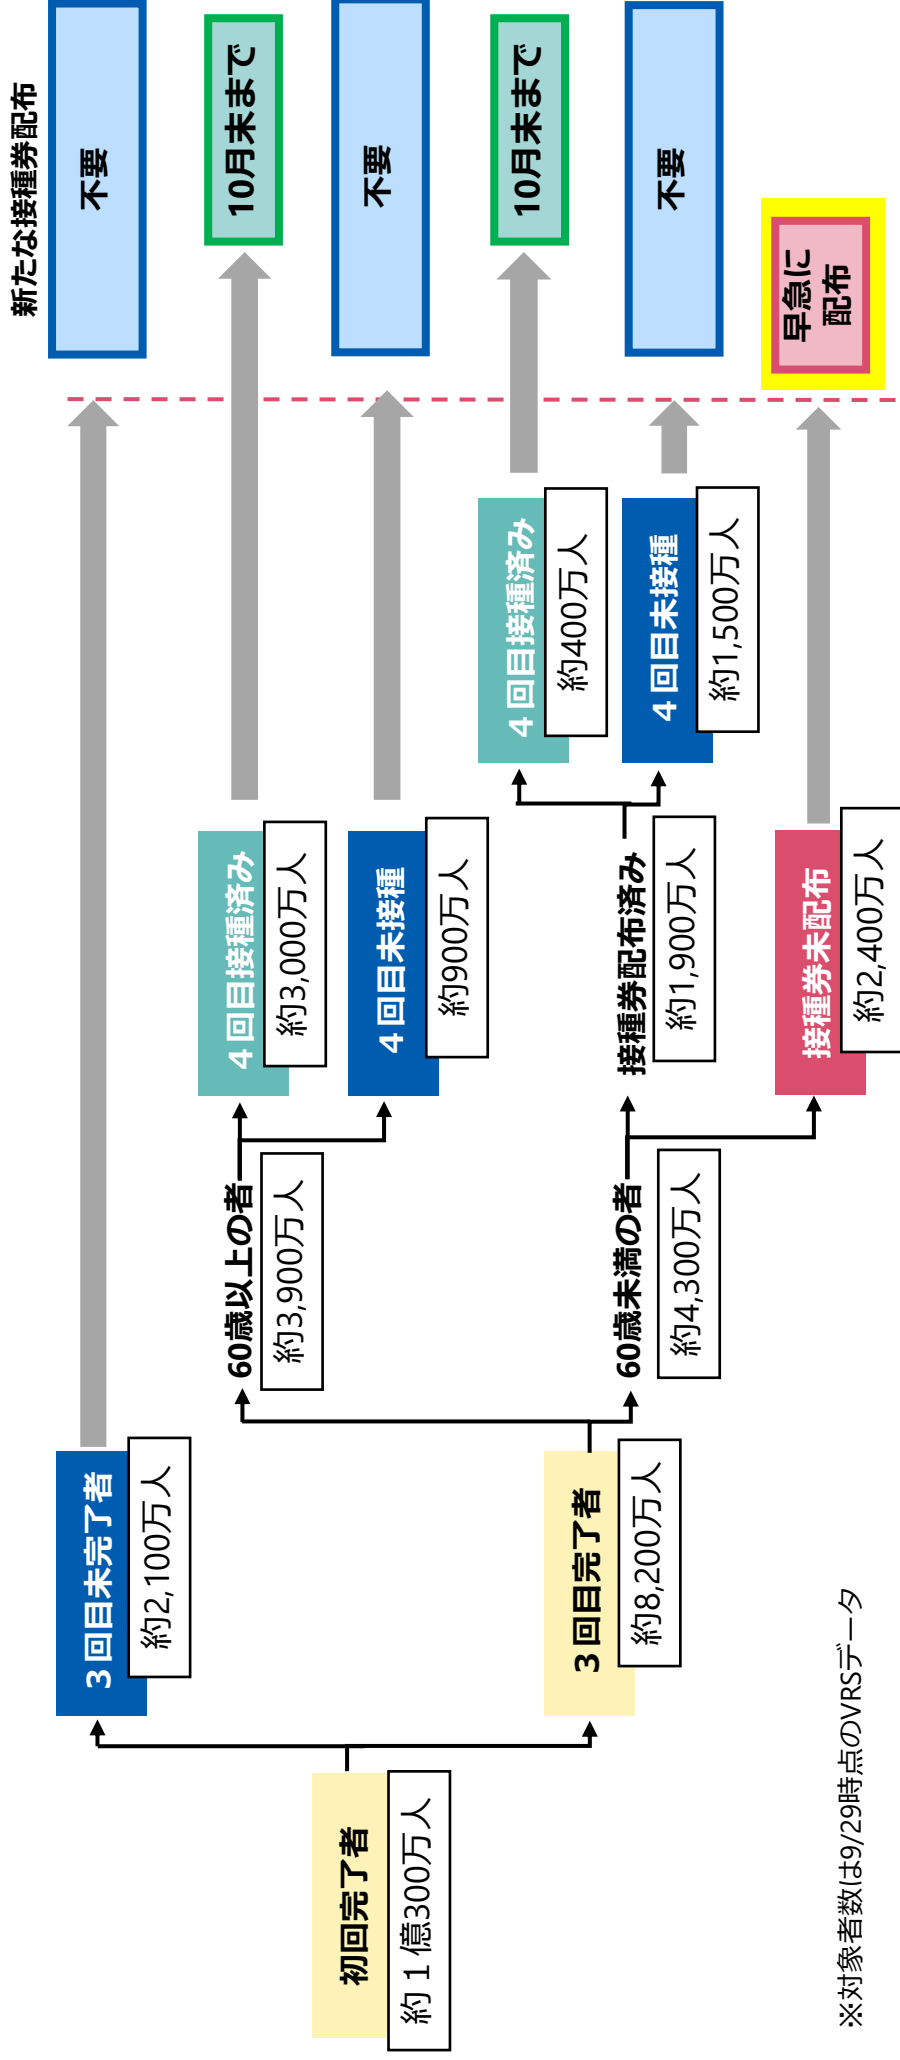 新たな接種券配布
初回完了者
約１億300万人
３回目未完了者
約2,100万人
不要
３回目完了者
約8,200万人
60歳以上の者
約3,900万人
４回目接種済み
約3,000万人
10月末まで
４回目未接種
約900万人
不要
60歳未満の者
約4,300万人
接種券配布済み
約1,900万人
４回目接種済み
約400万人
10月末まで
４回目未接種
約1,500万人
不要
接種券未配布
約2,400万人
早急に
配布
※対象者数は9/29時点のVRSデータ